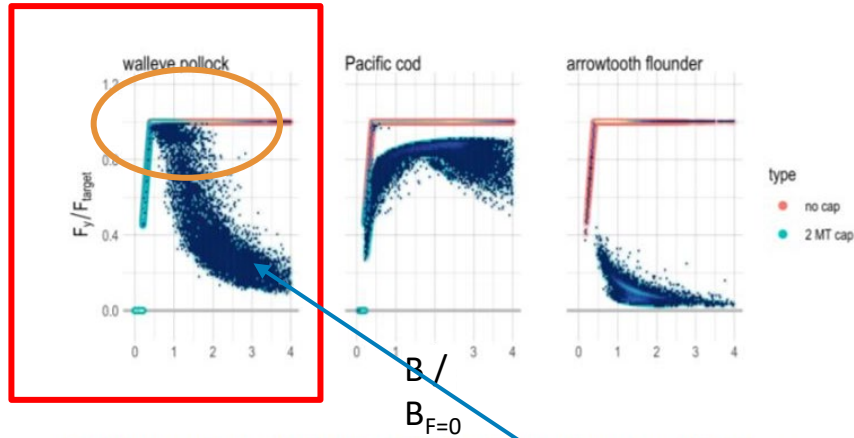 walleye pollock
Pacific cod
arrowtooth flounder
1.2
0.8
0.4
0.0
Fy/Ftarget
0 1 2 3 4
0 1 2 3 4
0 1 2 3 4
B /
BF=0
type
no cap
2 MT cap